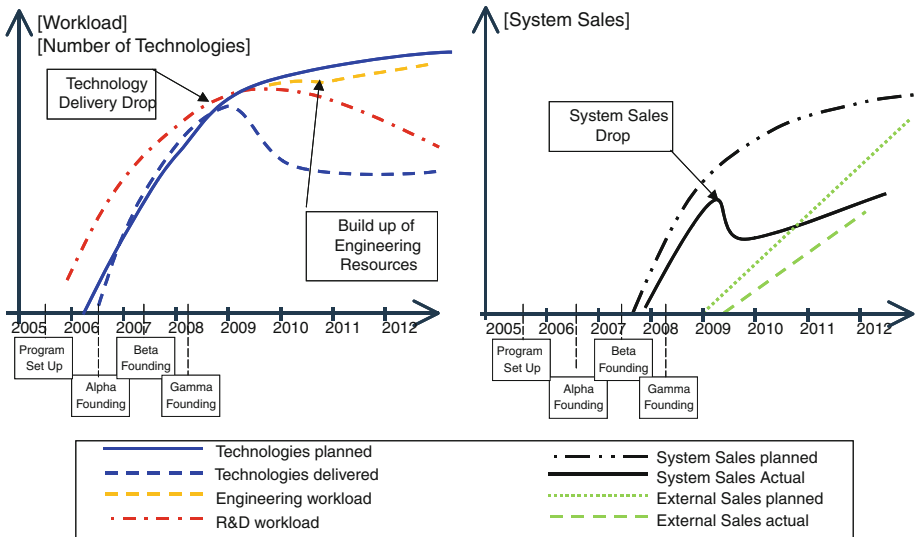 [Workload]
[Number of Technologies]
Technology
Delivery Drop
Build up of
Engineering
Resources
2005 2006 2007 2008 2009 2010 2011 2012
Program
Set Up
Beta
Founding
Alpha
Founding
Gamma
Founding
[System Sales]
System Sales
Drop
2005 2006 2007 2008 2009 2010 2011 2012
Program
Set Up
Beta
Founding
Alpha
Founding
Gamma
Founding
Technologies planned
Technologies delivered
Engineering workload
R&D workload
System Sales planned
System Sales Actual
External Sales planned
External Sales actual